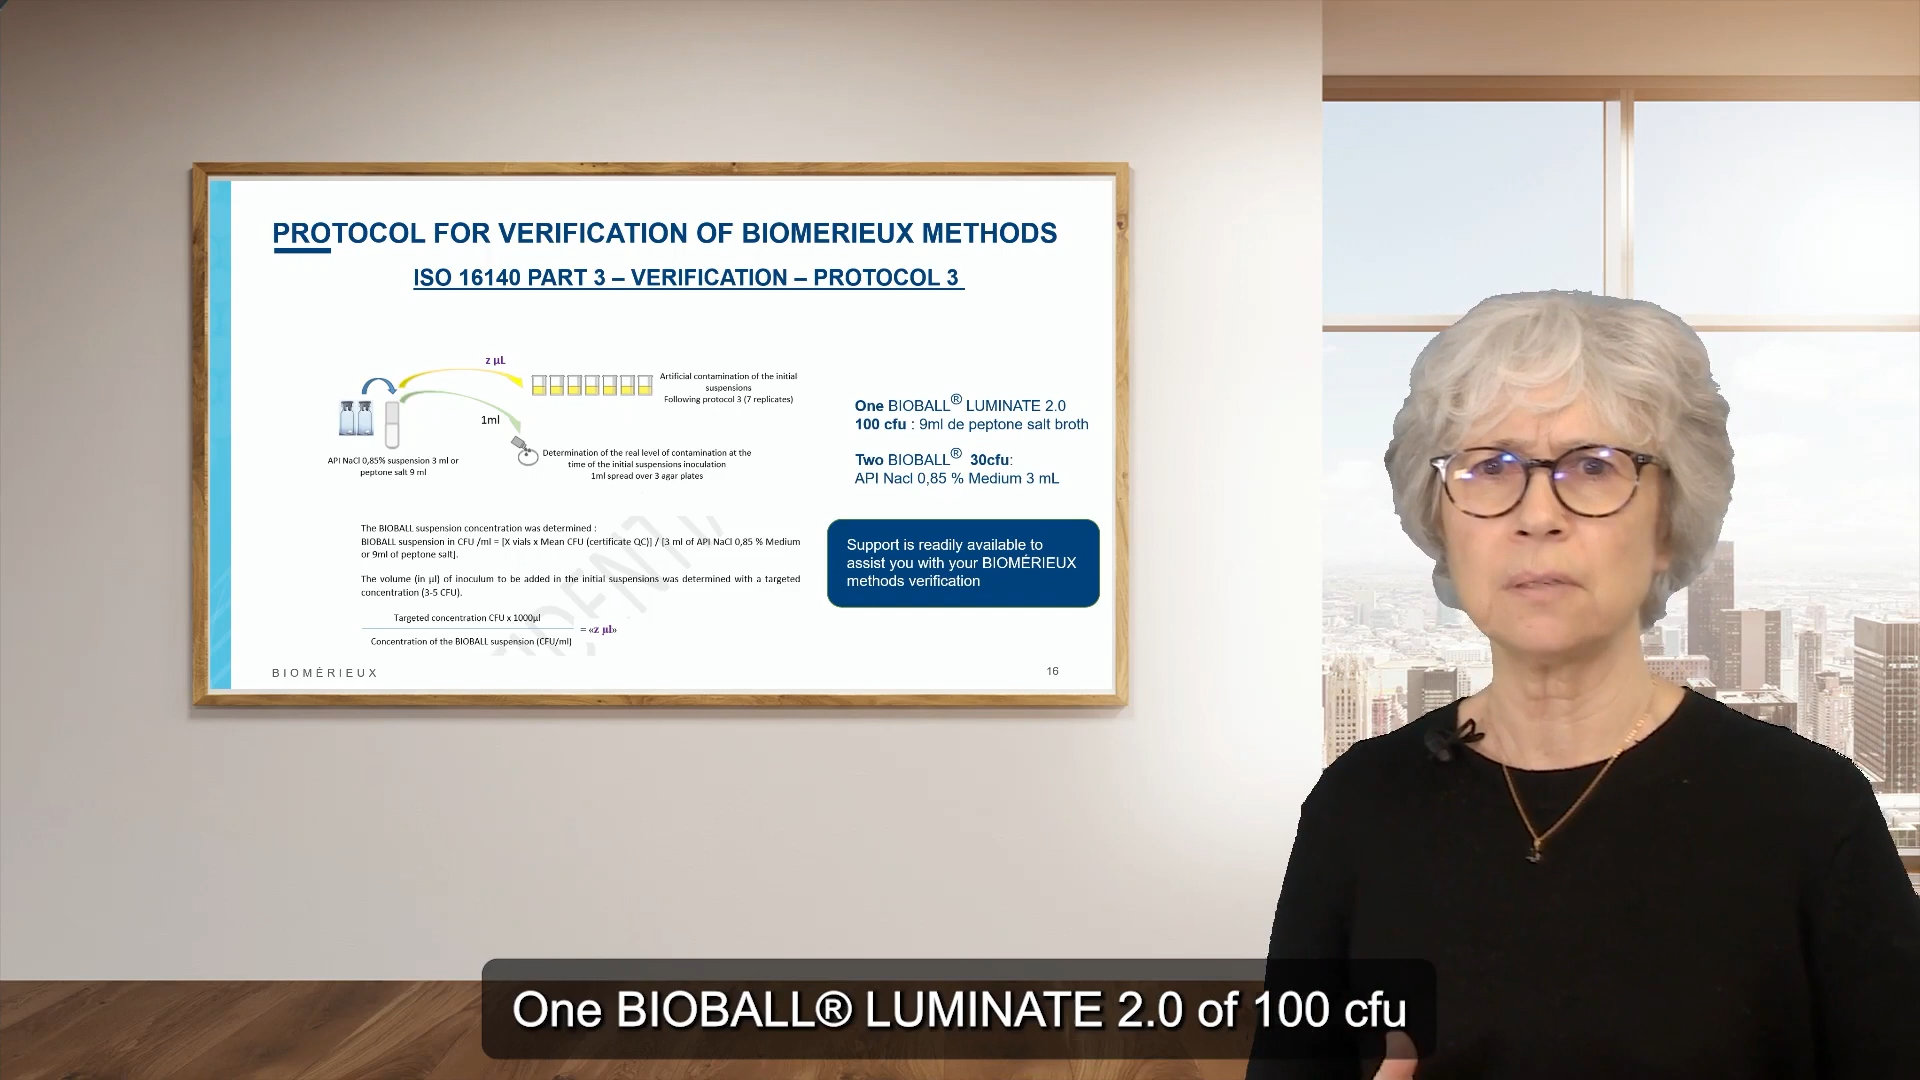 PROTOCOL FOR VERIFICATION OF BIOMERIEUX METHODS
ISO 16140 PART 3 – VERIFICATION – PROTOCOL 3
z µL
Artificial contamination of the initial
suspensions
Following protocol 3 (7 replicates)
1ml
Determination of the real level of contamination at the
time of the initial suspensions inoculation
1ml spread over 3 agar plates
API NaCl 0,85% suspension 3 ml or
peptone salt 9 ml
One BIOBALL® LUMINATE 2.0
100 cfu : 9ml de peptone salt broth
Two BIOBALL® 30cfu:
API Nacl 0,85 % Medium 3 mL
The BIOBALL suspension concentration was determined :
BIOBALL suspension in CFU /ml = [X vials x Mean CFU (certificate QC)] / [3 ml of API NaCl 0,85 % Medium
or 9ml of peptone salt].
The volume (in µl) of inoculum to be added in the initial suspensions was determined with a targeted
concentration (3-5 CFU).
Targeted concentration CFU x 1000µl
= «z µl»
Concentration of the BIOBALL suspension (CFU/ml)
Support is readily available to
assist you with your BIOMÉRIEUX
methods verification
BIOMÉRIEUX
16
One BIOBALL® LUMINATE 2.0 of 100 cfu